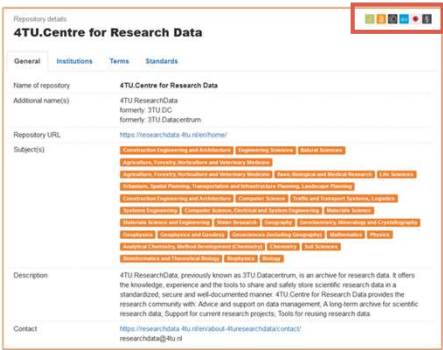 Repository details
4TU.Centre for Research Data
General Institutions Terms Standards
Name of repository 4TU.Centre for Research Data
Additional name(s) 4TU.ResearchData
formerly: 3TU.DC
formerly: 3TU.Datacentrum
Repository URL https://researchdata.4tu.nl/en/home/
Subject(s) Construction Engineering and Architecture Engineering Sciences Natural Sciences
Agriculture, Forestry, Horticulture and Veterinary Medicine
Agriculture, Forestry, Horticulture and Veterinary Medicine Basic Biological and Medical Research Life Sciences
Urbanism, Spatial Planning, Transportation and Infrastructure Planning, Landscape Planning
Construction Engineering and Architecture Computer Science Traffic and Transport Systems, Logistics
Systems Engineering Computer Science, Electrical and System Engineering Materials Science
Materials Science and Engineering Water Research Geography Geochemistry, Mineralogy and Crystallography
Geophysics Geophysics and Geodesy Geosciences (including Geography) Mathematics Physics
Analytical Chemistry, Method Development (Chemistry) Chemistry Soil Sciences
Bioinformatics and Theoretical Biology Biophysics Biology
Description 4TU.ResearchData, previously known as 3TU.Datacentrum, is an archive for research data. It offers
the knowledge, experience and the tools to share and safely store scientific research data in a
standardized, secure and well-documented manner. 4TU.Centre for Research Data provides the
research community with: Advice and support on data management; A long-term archive for scientific
research data; Support for current research projects; Tools for reusing research data.
Contact https://researchdata.4tu.nl/en/about-4turesearchdata/contact/
researchdata@4tu.nl